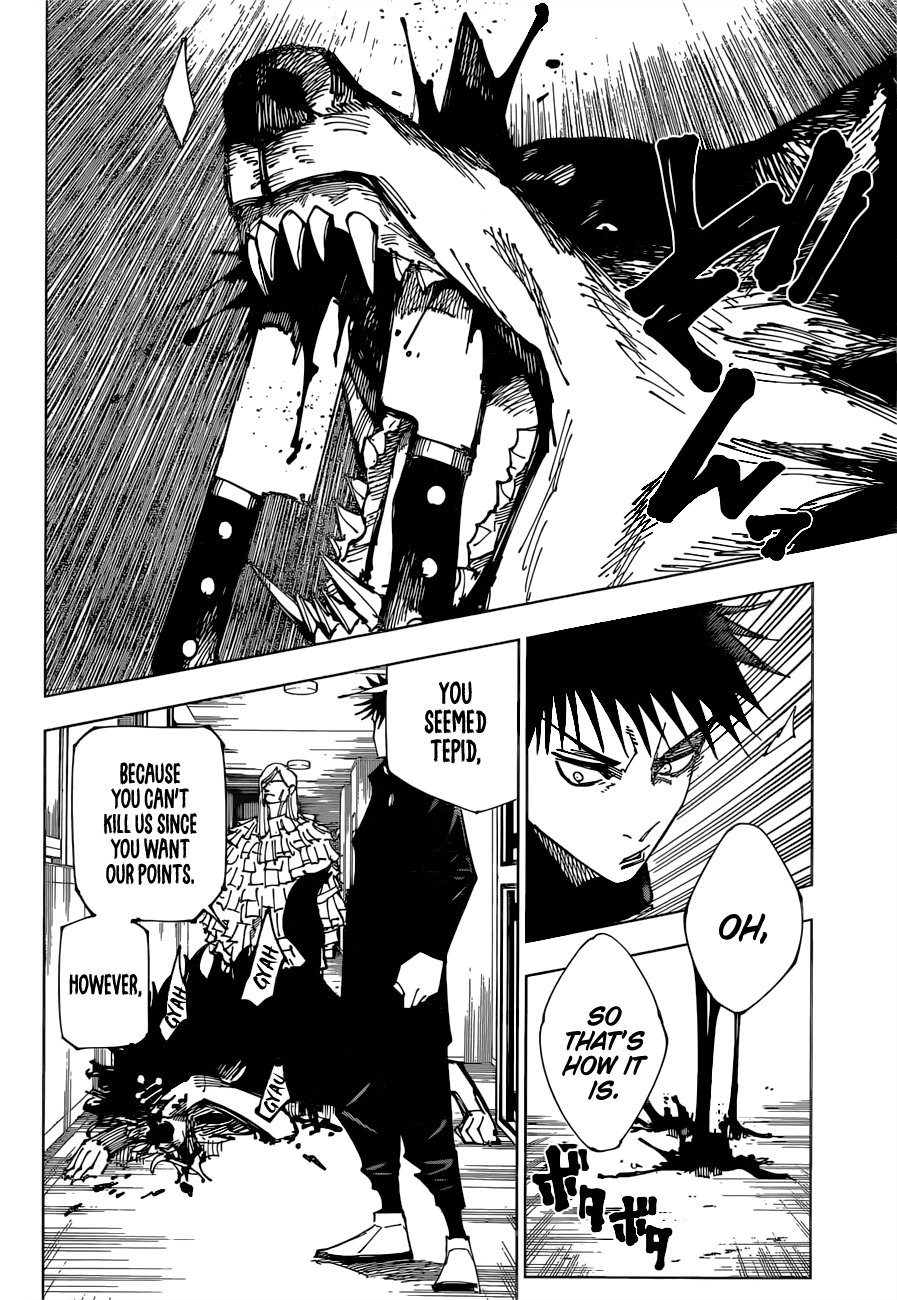 OH,
SO
THAT'S
HOW IT
IS.
ボタ
ボタ
YOU
SEEMED
TEPID,
BECAUSE
YOU CAN'T
KILL US SINCE
YOU WANT
OUR POINTS.
HOWEVER,
GYAH
GYAH
GYAU